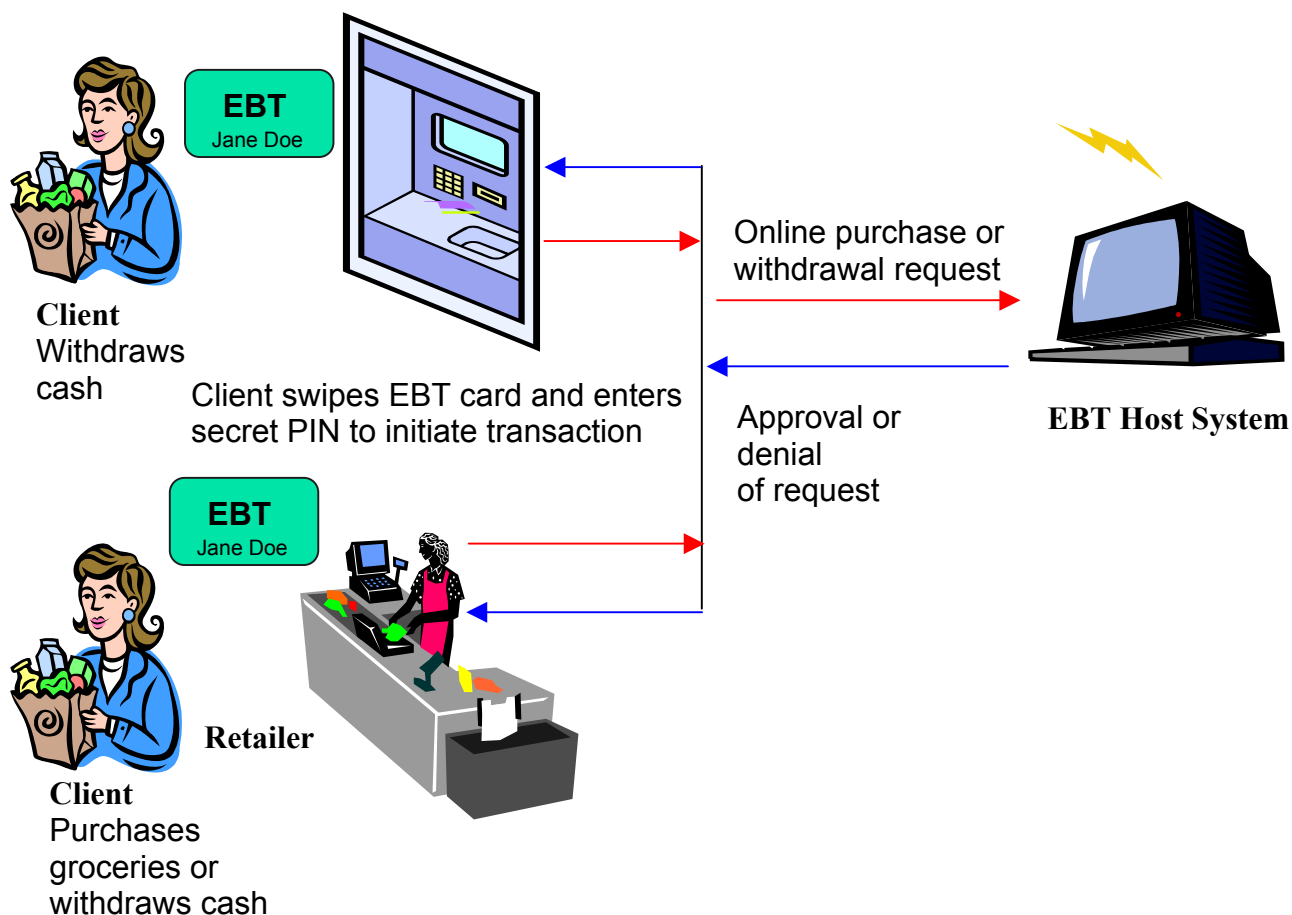 EBT
Jane Doe
Client
Withdraws
cash
Client swipes EBT card and enters
secret PIN to initiate transaction
Online purchase or
withdrawal request
Approval or
denial
of request
EBT Host System
EBT
Jane Doe
Retailer
Client
Purchases
groceries or
withdraws cash